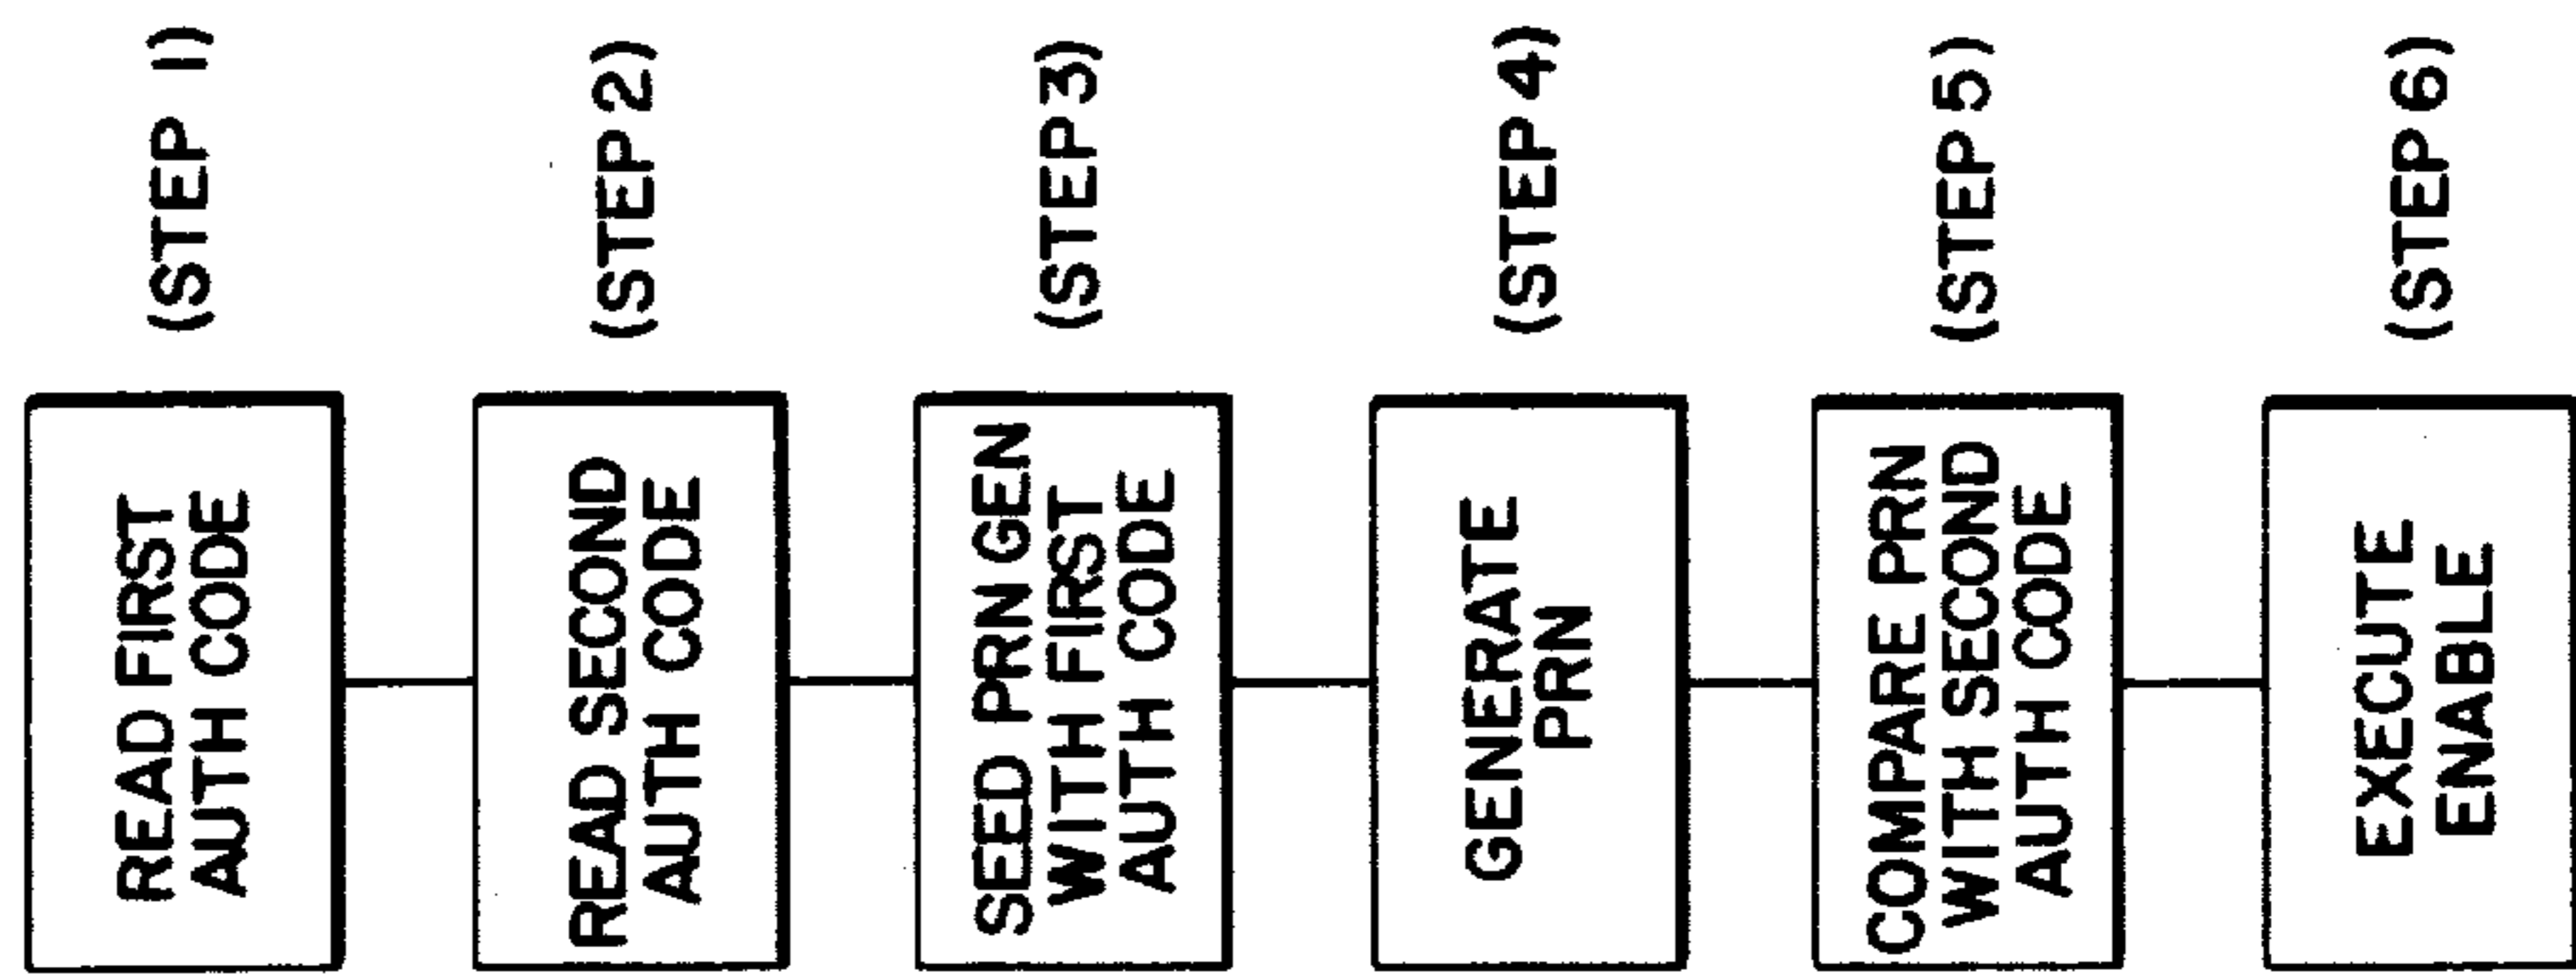 READ FIRST
AUTH CODE
(STEP 1)
READ SECOND
AUTH CODE
(STEP 2)
SEED PRN GEN
WITH FIRST
AUTH CODE
(STEP 3)
GENERATE
PRN
(STEP 4)
COMPARE PRN
WITH SECOND
AUTH CODE
(STEP 5)
EXECUTE
ENABLE
(STEP 6)